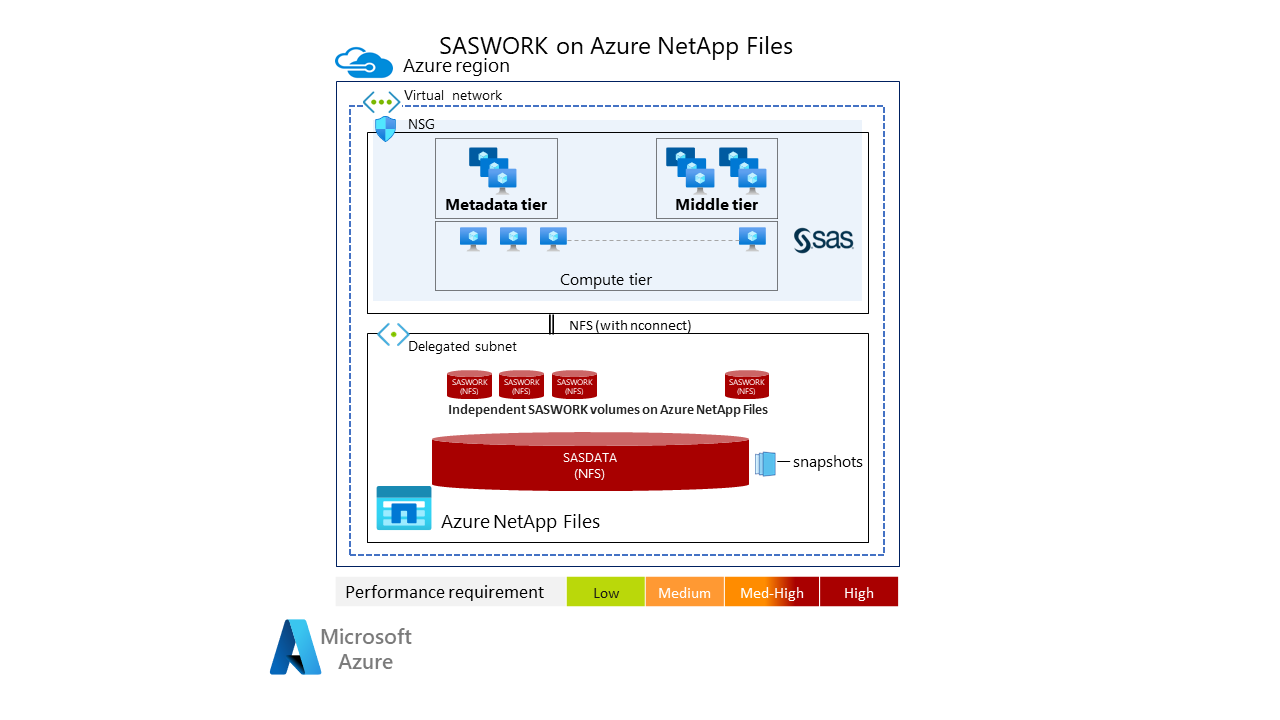 SASWORK on Azure NetApp Files
Azure region
Virtual network
NSG
Metadata tier
Middle tier
Compute tier
sas
NFS (with nconnect)
Delegated subnet
SASWORK
(NFS)
SASWORK
(NFS)
SASWORK
(NFS)
SASWORK
(NFS)
Independent SASWORK volumes on Azure NetApp Files
SASDATA
(NFS)
snapshots
Azure NetApp Files
Performance requirement
Low
Medium
Med-High
High
Microsoft
Azure